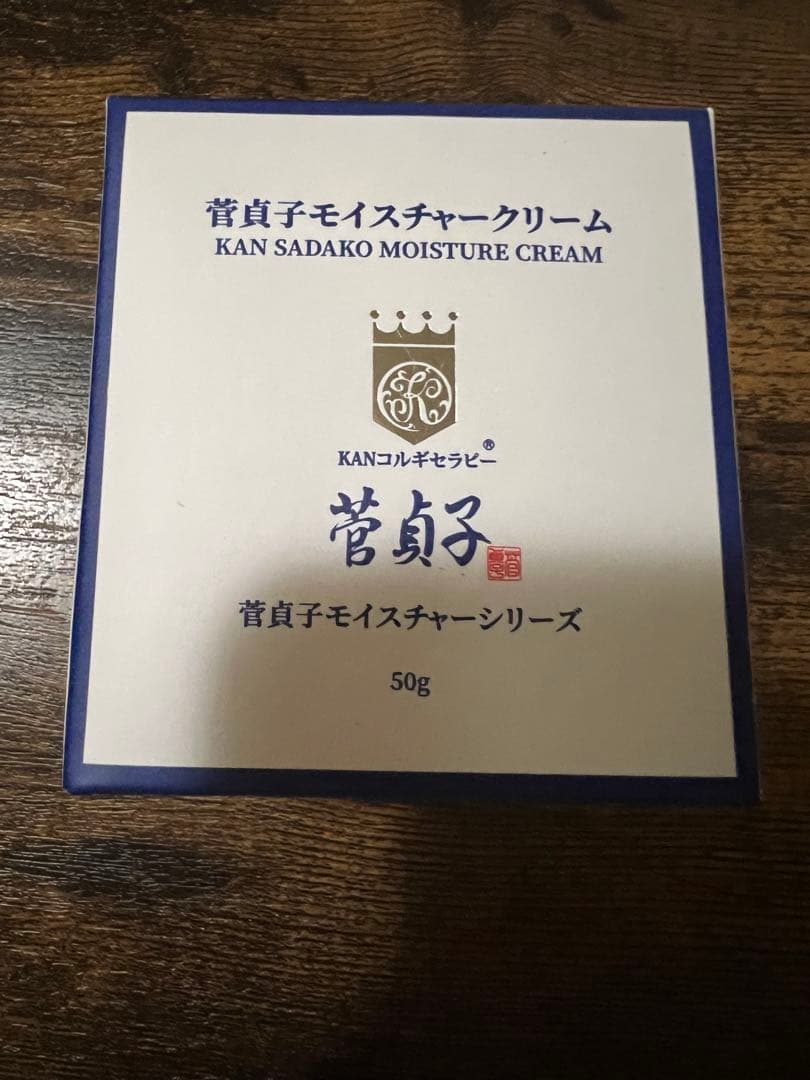 菅貞子モイスチャークリーム
KAN SADAKO MOISTURE CREAM
K
KANコルギセラピー®
菅貞子
菅貞子モイスチャーシリーズ
50g